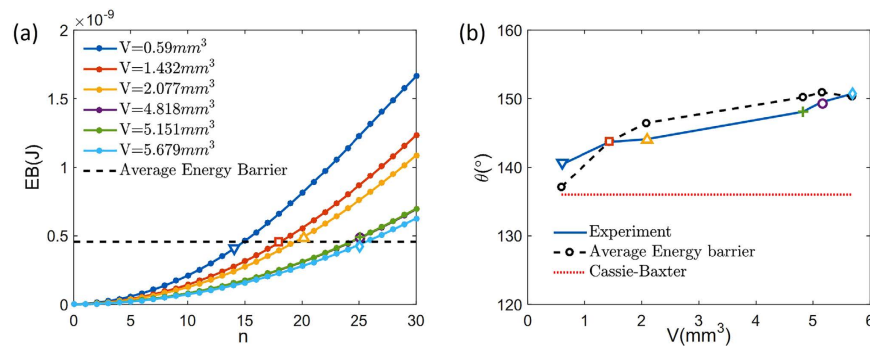 (a)
×10⁻⁹
2
1.5
1
0.5
0
EB(J)
V=0.59mm³
V=1.432mm³
V=2.077mm³
V=4.818mm³
V=5.151mm³
V=5.679mm³
Average Energy Barrier
0 5 10 15 20 25 30
n
(b)
160
150
140
130
120
θ(°)
Experiment
Average Energy barrier
Cassie-Baxter
0 1 2 3 4 5 6
V(mm³)